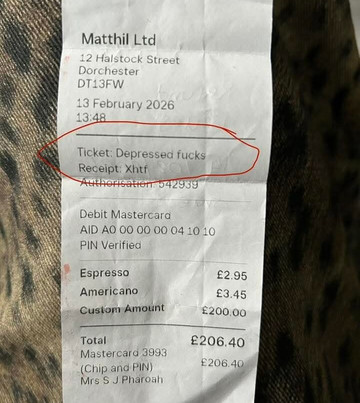 Matthil Ltd
12 Halstock Street
Dorchester
DT13FW
13 February 2026
13:48
Ticket: Depressed fucks
Receipt: Xhtf
Authorisation: 542939
Debit Mastercard
AID A0 00 00 00 04 10 10
PIN Verified
Espresso £2.95
Americano £3.45
Custom Amount £200.00
Total £206.40
Mastercard 3993 £206.40
(Chip and PIN)
Mrs S J Pharoah